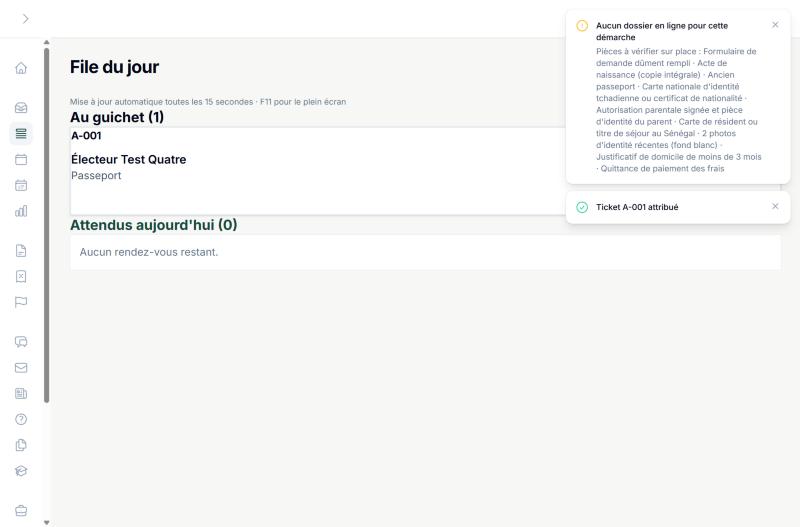 File du jour
Mise à jour automatique toutes les 15 secondes · F11 pour le plein écran
Au guichet (1)
A-001
Électeur Test Quatre
Passeport
Attendus aujourd'hui (0)
Aucun rendez-vous restant.
Aucun dossier en ligne pour cette
démarche
Pièces à vérifier sur place : Formulaire de
demande dûment rempli · Acte de
naissance (copie intégrale) · Ancien
passeport · Carte nationale d'identité
tchadienne ou certificat de nationalité ·
Autorisation parentale signée et pièce
d'identité du parent · Carte de résident ou
titre de séjour au Sénégal · 2 photos
d'identité récentes (fond blanc) ·
Justificatif de domicile de moins de 3 mois
· Quittance de paiement des frais
Ticket A-001 attribué